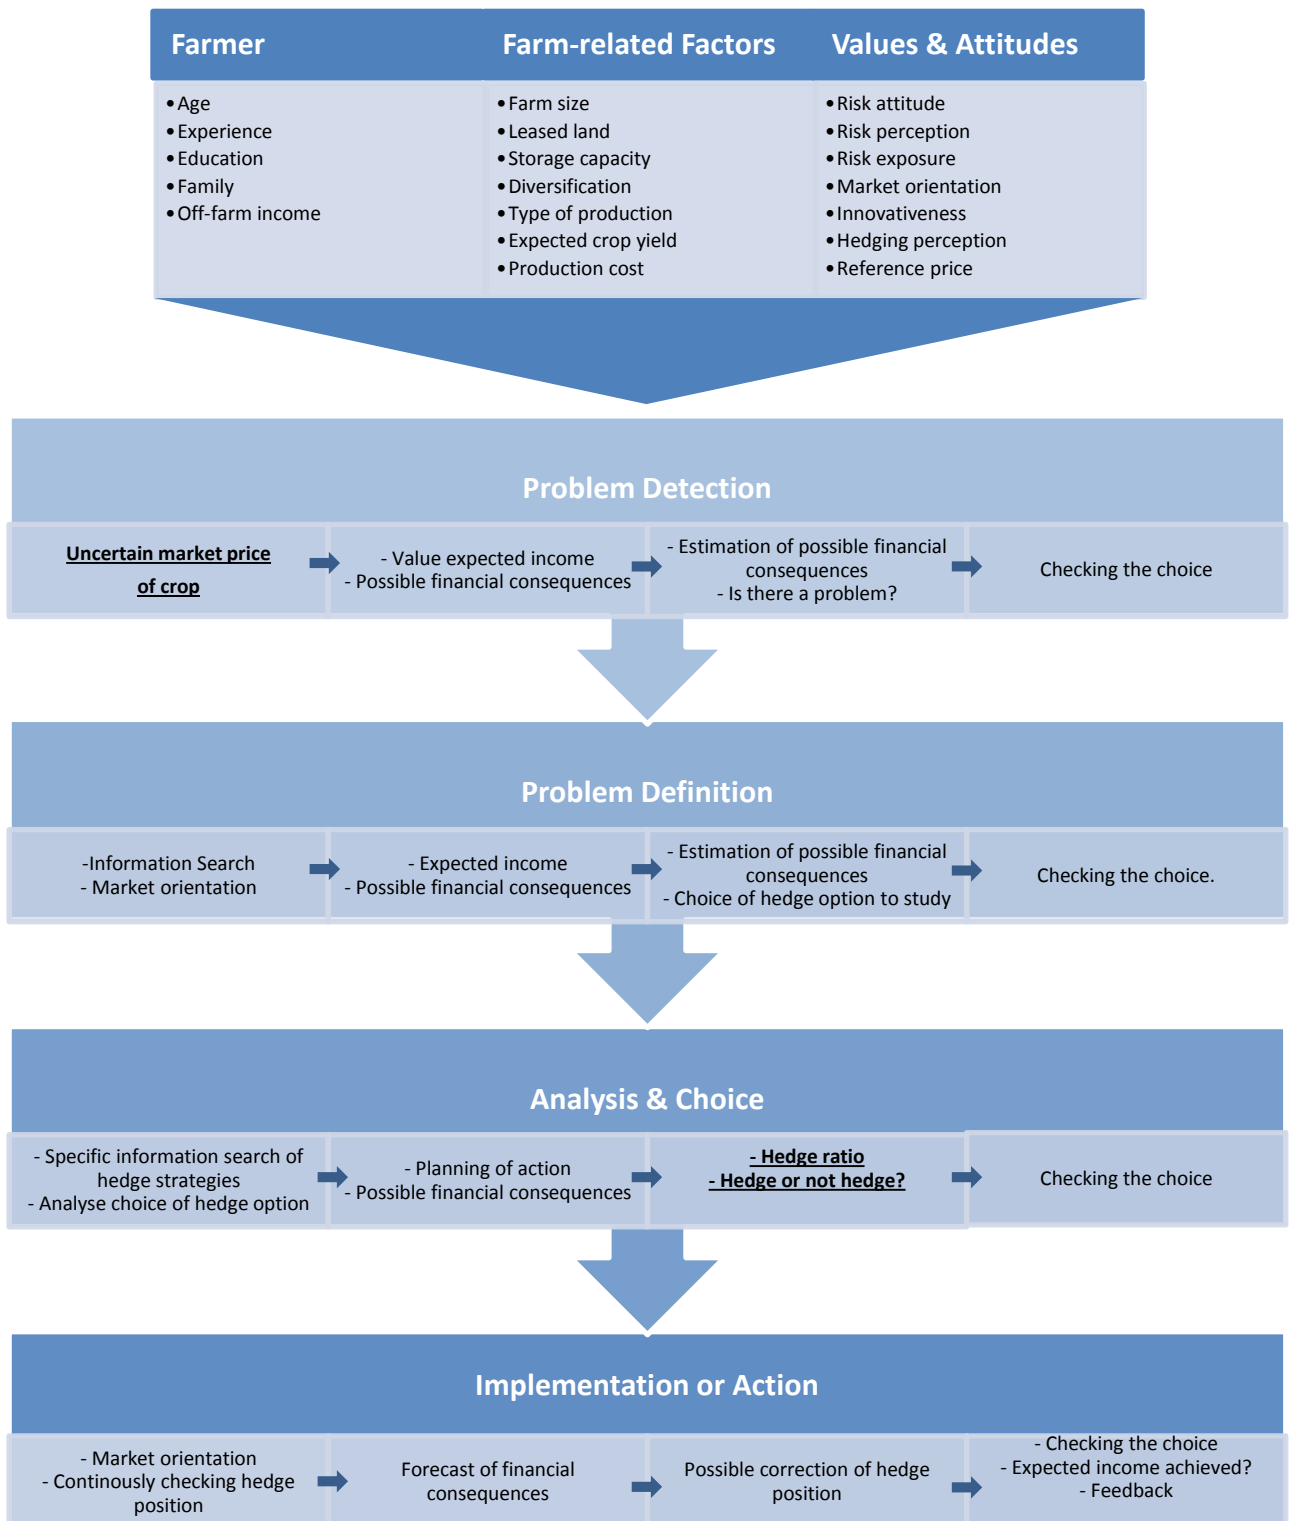 Farmer
• Age
• Experience
• Education
• Family
• Off-farm income
Farm-related Factors
• Farm size
• Leased land
• Storage capacity
• Diversification
• Type of production
• Expected crop yield
• Production cost
Values & Attitudes
• Risk attitude
• Risk perception
• Risk exposure
• Market orientation
• Innovativeness
• Hedging perception
• Reference price
Problem Detection
Uncertain market price
of crop
- Value expected income
- Possible financial consequences
- Estimation of possible financial
consequences
- Is there a problem?
Checking the choice
Problem Definition
-Information Search
- Market orientation
- Expected income
- Possible financial consequences
- Estimation of possible financial
consequences
- Choice of hedge option to study
Checking the choice.
Analysis & Choice
- Specific information search of
hedge strategies
- Analyse choice of hedge option
- Planning of action
- Possible financial consequences
- Hedge ratio
- Hedge or not hedge?
Checking the choice
Implementation or Action
- Market orientation
- Continously checking hedge
position
Forecast of financial
consequences
Possible correction of hedge
position
- Checking the choice
- Expected income achieved?
- Feedback